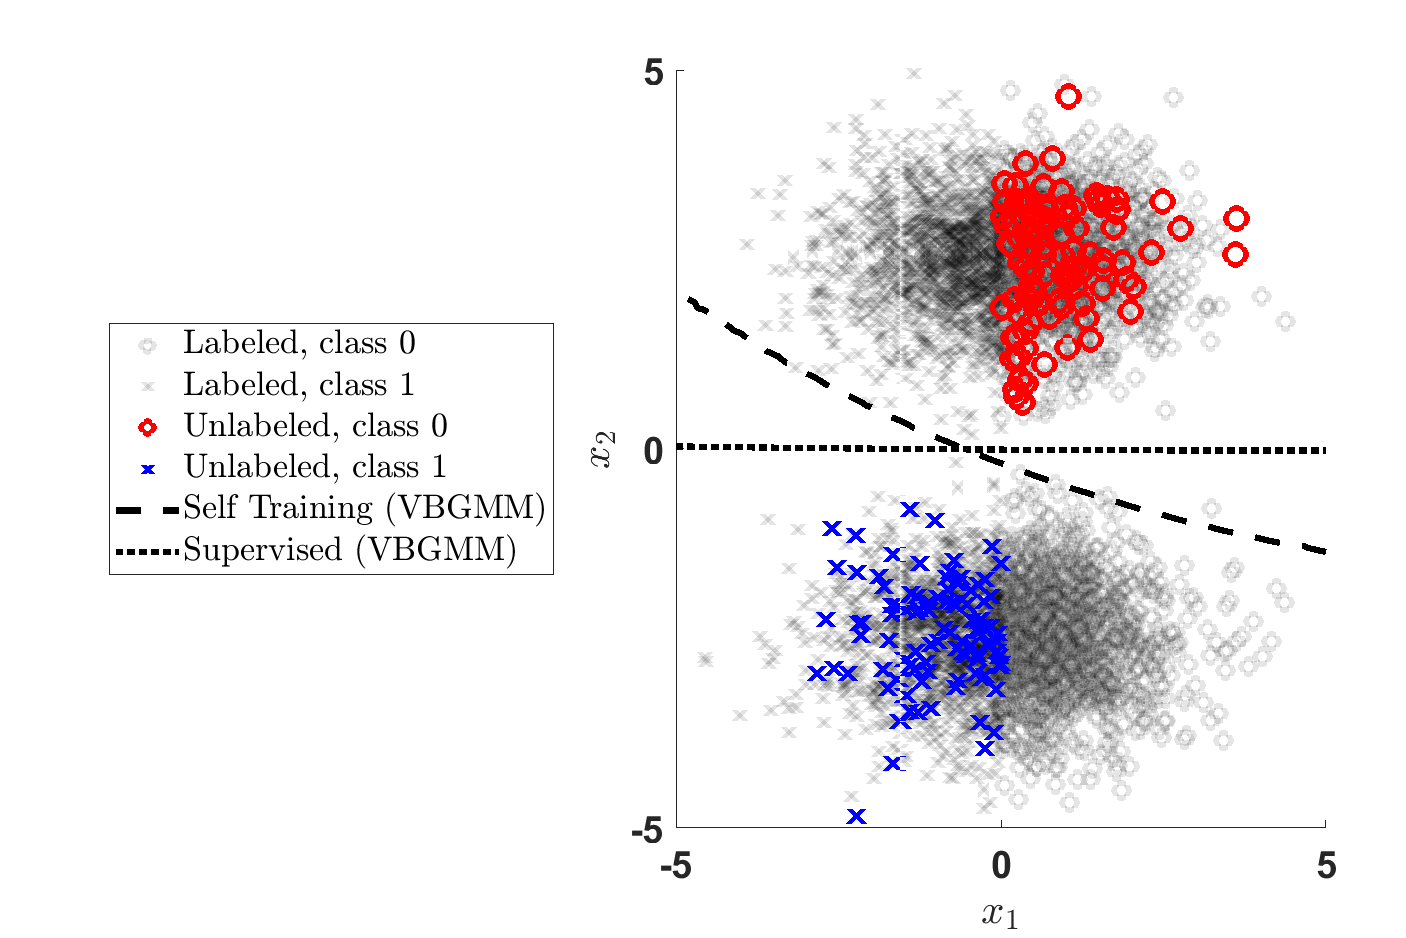 Labeled, class 0
Labeled, class 1
Unlabeled, class 0
Unlabeled, class 1
Self Training (VBGMM)
Supervised (VBGMM)
5
0
-5
x2
-5 0 5
x1